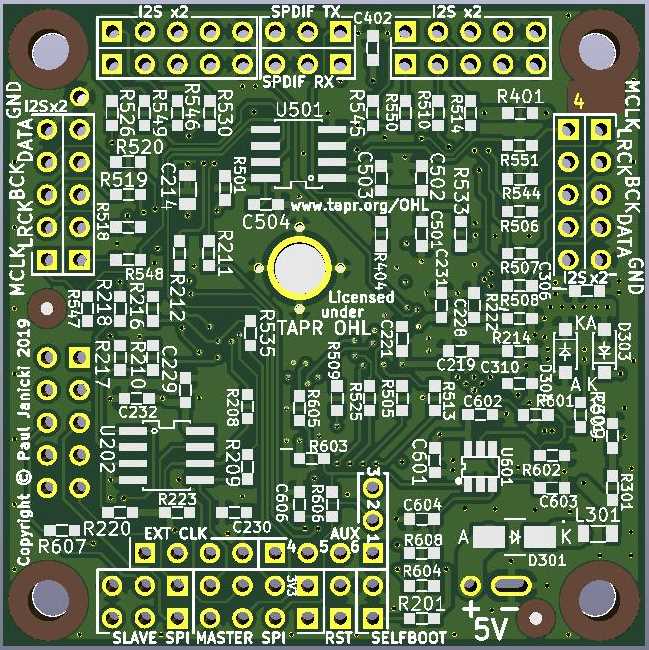 I2S x2
SPDIF TX
C402
I2S x2
SPDIF RX
GND
I2Sx2
DATA
BCK
LRCK
MCLK
R526
R549
R546
R530
U501
R545
R550
R510
R514
R401
4
MCLK
LRCK
BCK
DATA
GND
R520
R519
C214
R501
C503
C502
R533
R551
R544
R506
C504
www.tapr.org/OHL
R518
R548
R211
R212
R404
C501
C231
R507
C306
I2Sx2
R547
R218
R216
Licensed
under
TAPR OHL
R535
C228
R222
R508
R214
KA
D303
R217
R210
C229
C221
C219
C310
R509
R525
R505
R513
A K
C232
R208
R605
C602
R601
U202
R209
R603
C601
U601
R602
C603
R301
R223
C230
C606
R606
3
2
1
C604
A
K
L301
D301
R220
R607
EXT CLK
4
5
6
AUX
R608
R604
R201
3V3
+ −
5V
SLAVE SPI
MASTER SPI
RST
SELFBOOT
Copyright © Paul Janicki 2019